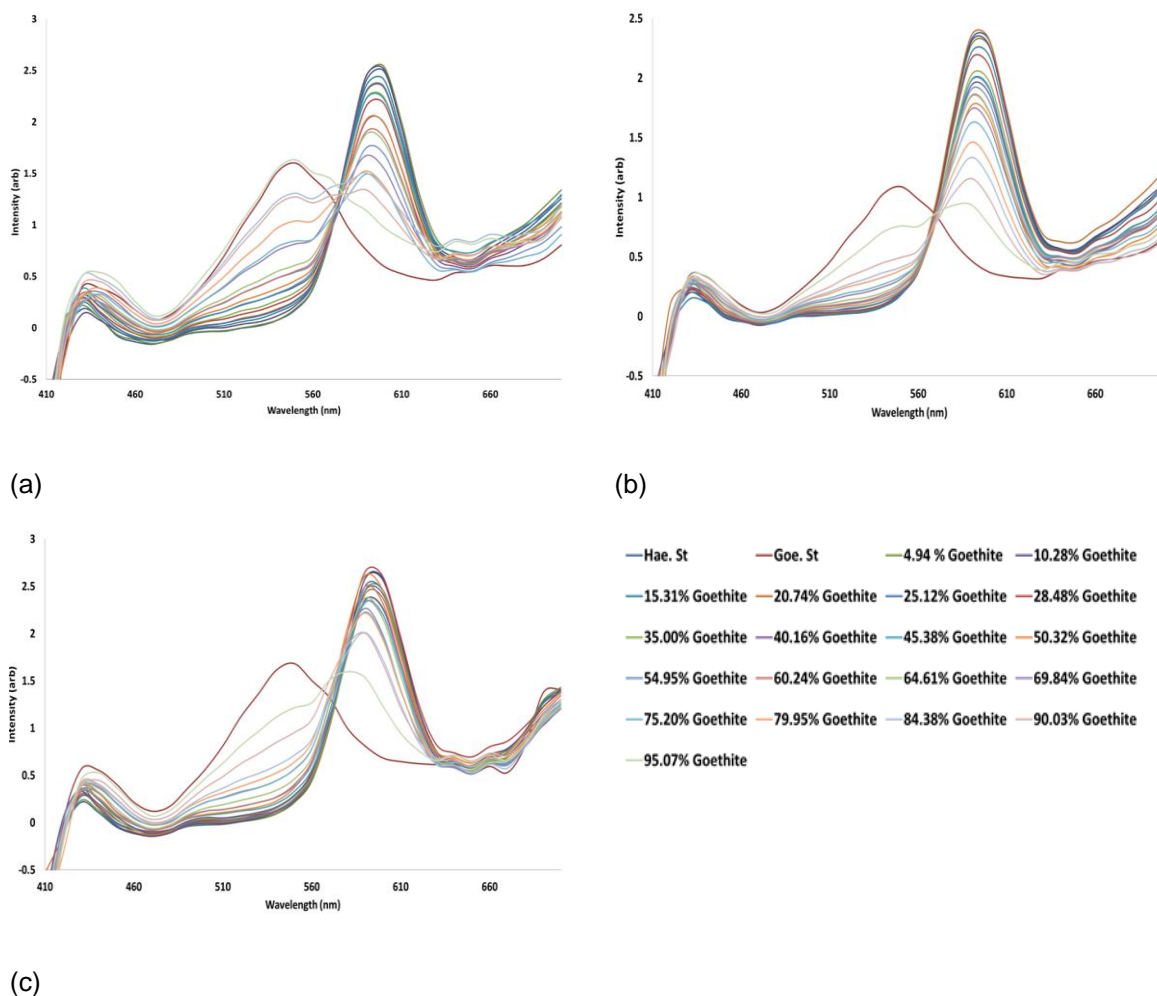 3
2.5
2
1.5
1
0.5
0
-0.5
Intensity (arb)
410 460 510 560 610 660
Wavelength (nm)
(a)
2.5
2
1.5
1
0.5
0
-0.5
Intensity (arb)
410 460 510 560 610 660
Wavelength (nm)
(b)
3
2.5
2
1.5
1
0.5
0
-0.5
Intensity (arb)
410 460 510 560 610 660
Wavelength (nm)
(c)
Hae. St Goe. St 4.94 % Goethite 10.28% Goethite
15.31% Goethite 20.74% Goethite 25.12% Goethite 28.48% Goethite
35.00% Goethite 40.16% Goethite 45.38% Goethite 50.32% Goethite
54.95% Goethite 60.24% Goethite 64.61% Goethite 69.84% Goethite
75.20% Goethite 79.95% Goethite 84.38% Goethite 90.03% Goethite
95.07% Goethite